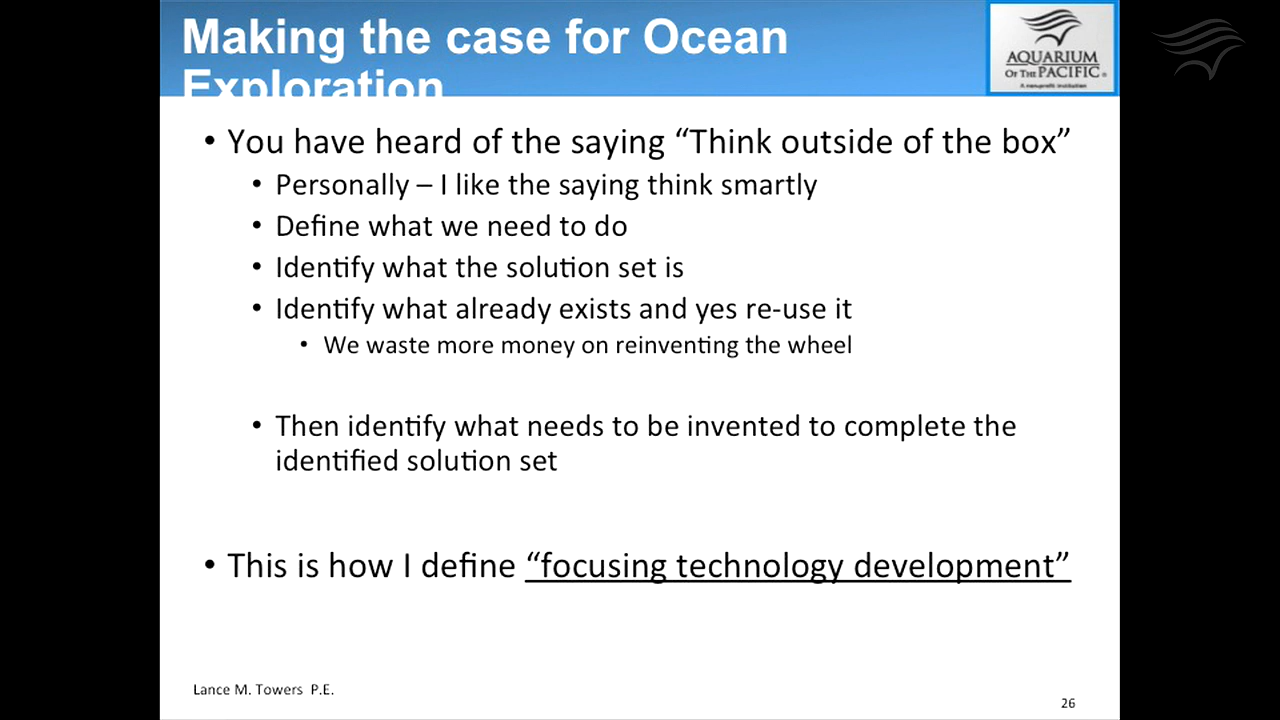 Making the case for Ocean
Exploration
AQUARIUM
OF THE PACIFIC®
A nonprofit institution
• You have heard of the saying “Think outside of the box”
• Personally – I like the saying think smartly
• Define what we need to do
• Identify what the solution set is
• Identify what already exists and yes re-use it
• We waste more money on reinventing the wheel
• Then identify what needs to be invented to complete the
identified solution set
• This is how I define “focusing technology development”
Lance M. Towers P.E.
26